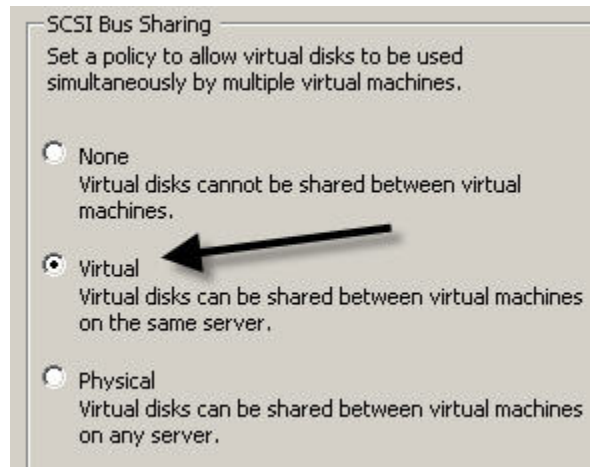 SCSI Bus Sharing
Set a policy to allow virtual disks to be used
simultaneously by multiple virtual machines.
None
Virtual disks cannot be shared between virtual
machines.
Virtual
Virtual disks can be shared between virtual machines
on the same server.
Physical
Virtual disks can be shared between virtual machines
on any server.